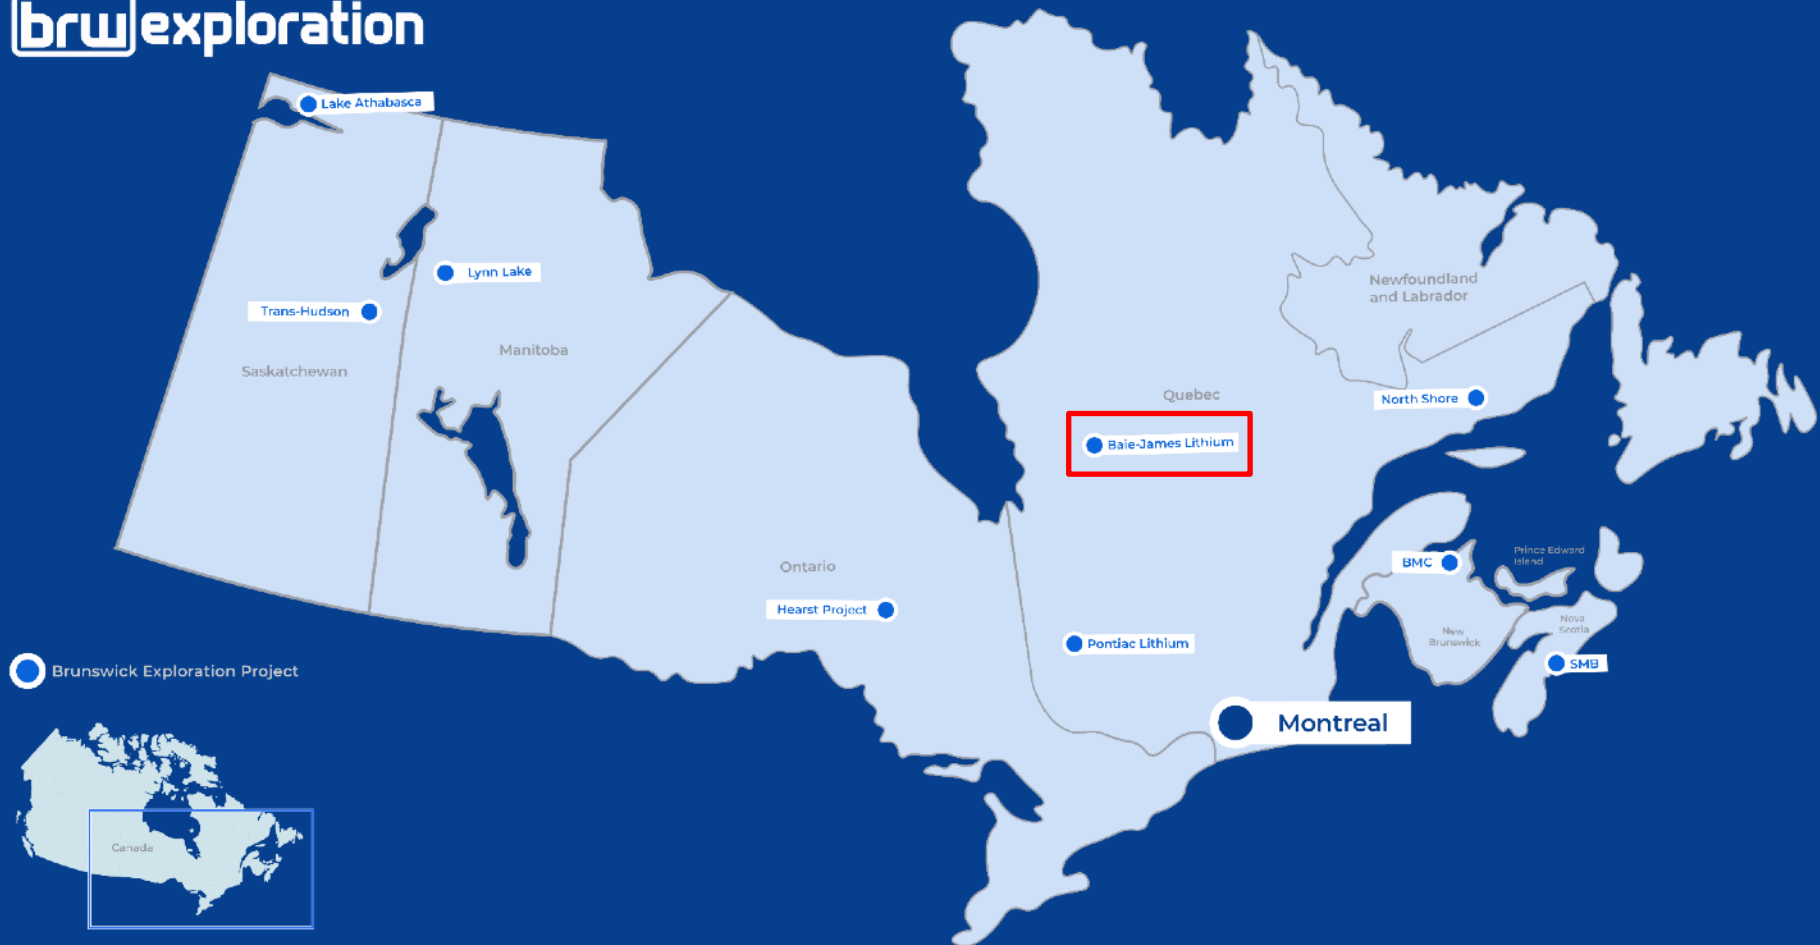 brw exploration
Lake Athabasca
Lynn Lake
Trans-Hudson
Manitoba
Saskatchewan
Newfoundland
and Labrador
Quebec
North Shore
Baie-James Lithium
Ontario
Hearst Project
Prince Edward
Island
BMC
New
Brunswick
Nova
Scotia
Pontiac Lithium
SMB
Montreal
Brunswick Exploration Project
Canada